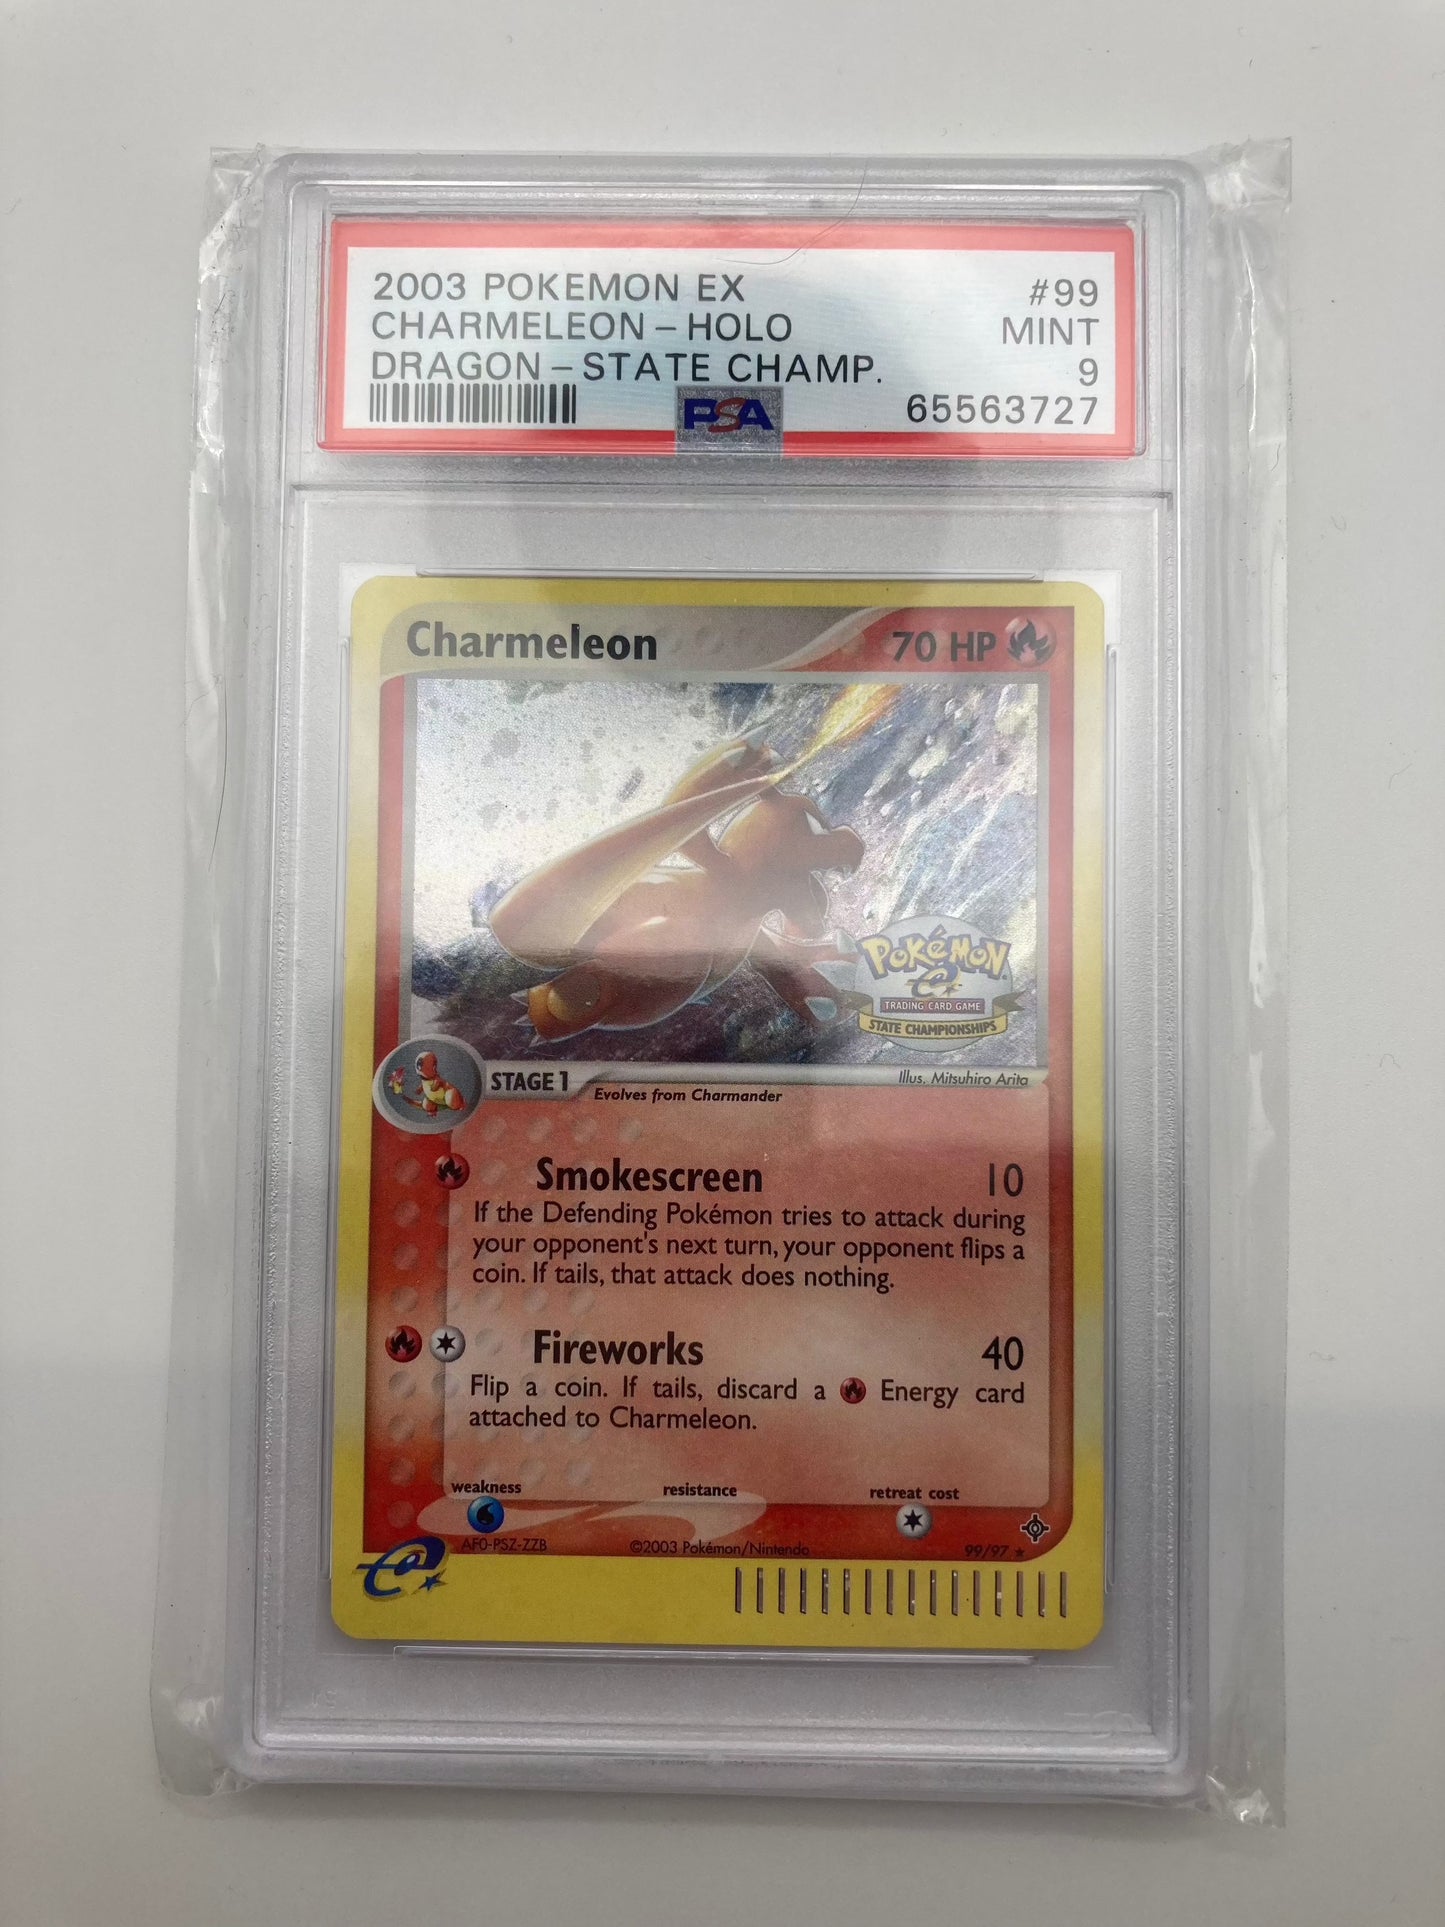 2003 POKEMON EX
#99
CHARMELEON - HOLO
MINT
DRAGON - STATE CHAMP.
9
PSA
65563727
Charmeleon
70 HP
POKéMON
e
TRADING CARD GAME
STATE CHAMPIONSHIPS
STAGE 1
Evolves from Charmander
Illus. Mitsuhiro Arita
Smokescreen
10
If the Defending Pokémon tries to attack during
your opponent's next turn, your opponent flips a
coin. If tails, that attack does nothing.
Fireworks
40
Flip a coin. If tails, discard a Energy card
attached to Charmeleon.
weakness
resistance
retreat cost
AF0-PSZ-ZZB
©2003 Pokémon/Nintendo
99/97 ★
e